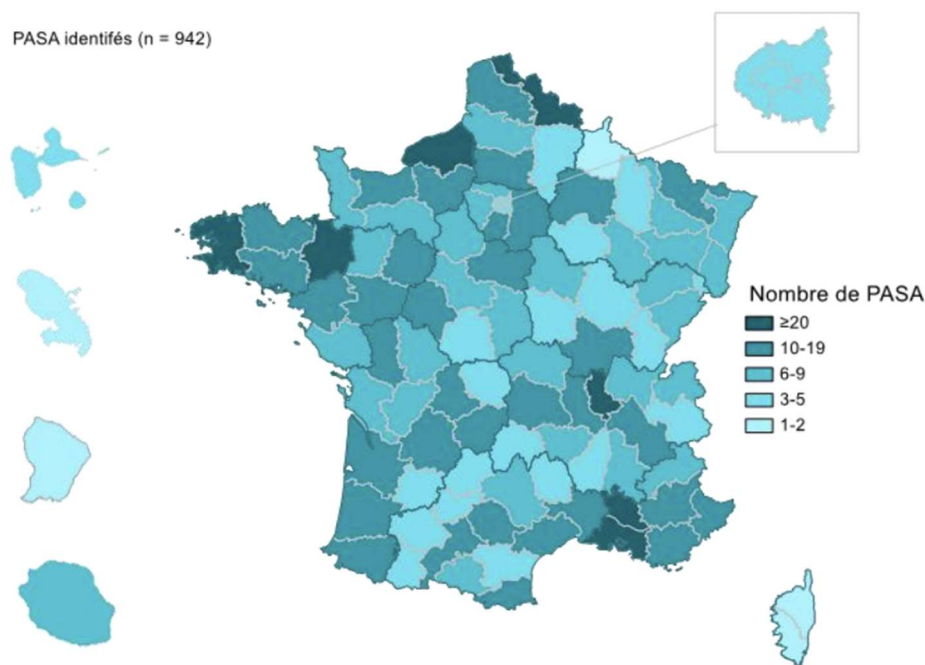 PASA identifés (n = 942)
Nombre de PASA
≥20
10-19
6-9
3-5
1-2